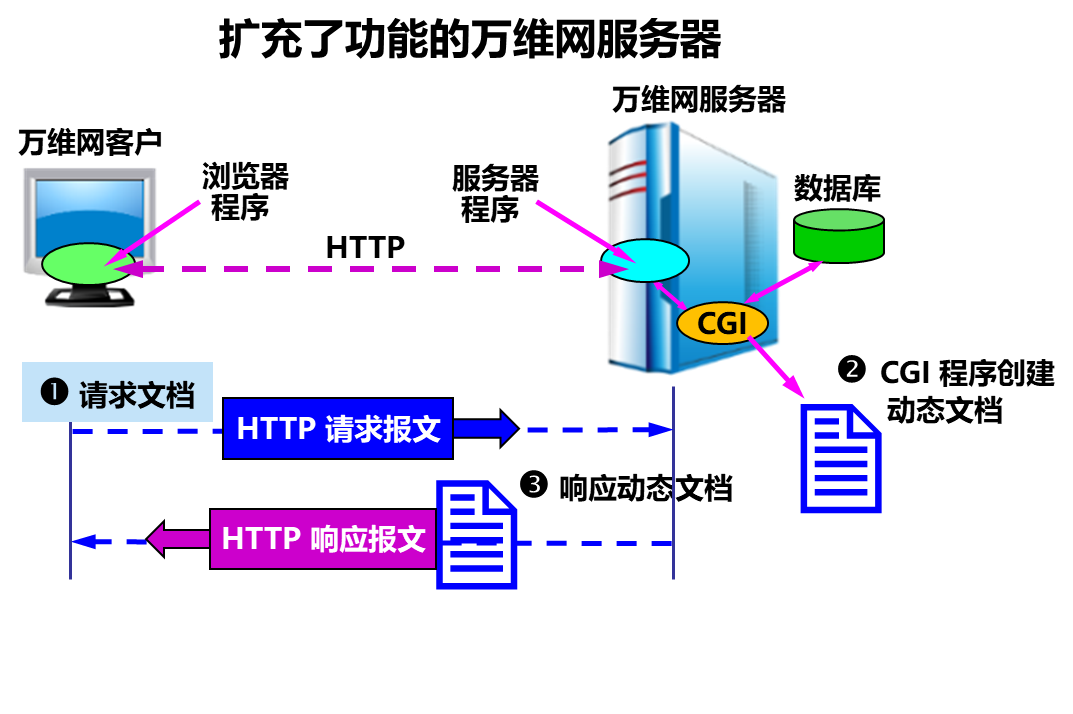 扩充了功能的万维网服务器
万维网服务器
万维网客户
浏览器
程序
服务器
程序
数据库
HTTP
CGI
❶ 请求文档
❷ CGI 程序创建
动态文档
HTTP 请求报文
❸ 响应动态文档
HTTP 响应报文